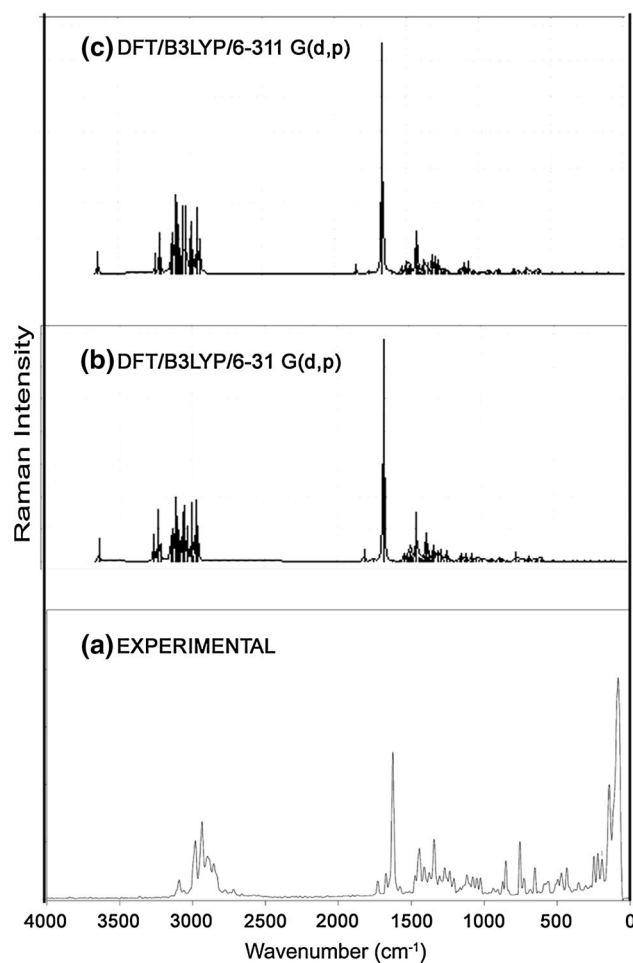 (c) DFT/B3LYP/6-311 G(d,p)
(b) DFT/B3LYP/6-31 G(d,p)
(a) EXPERIMENTAL
Raman Intensity
4000 3500 3000 2500 2000 1500 1000 500 0
Wavenumber (cm⁻¹)